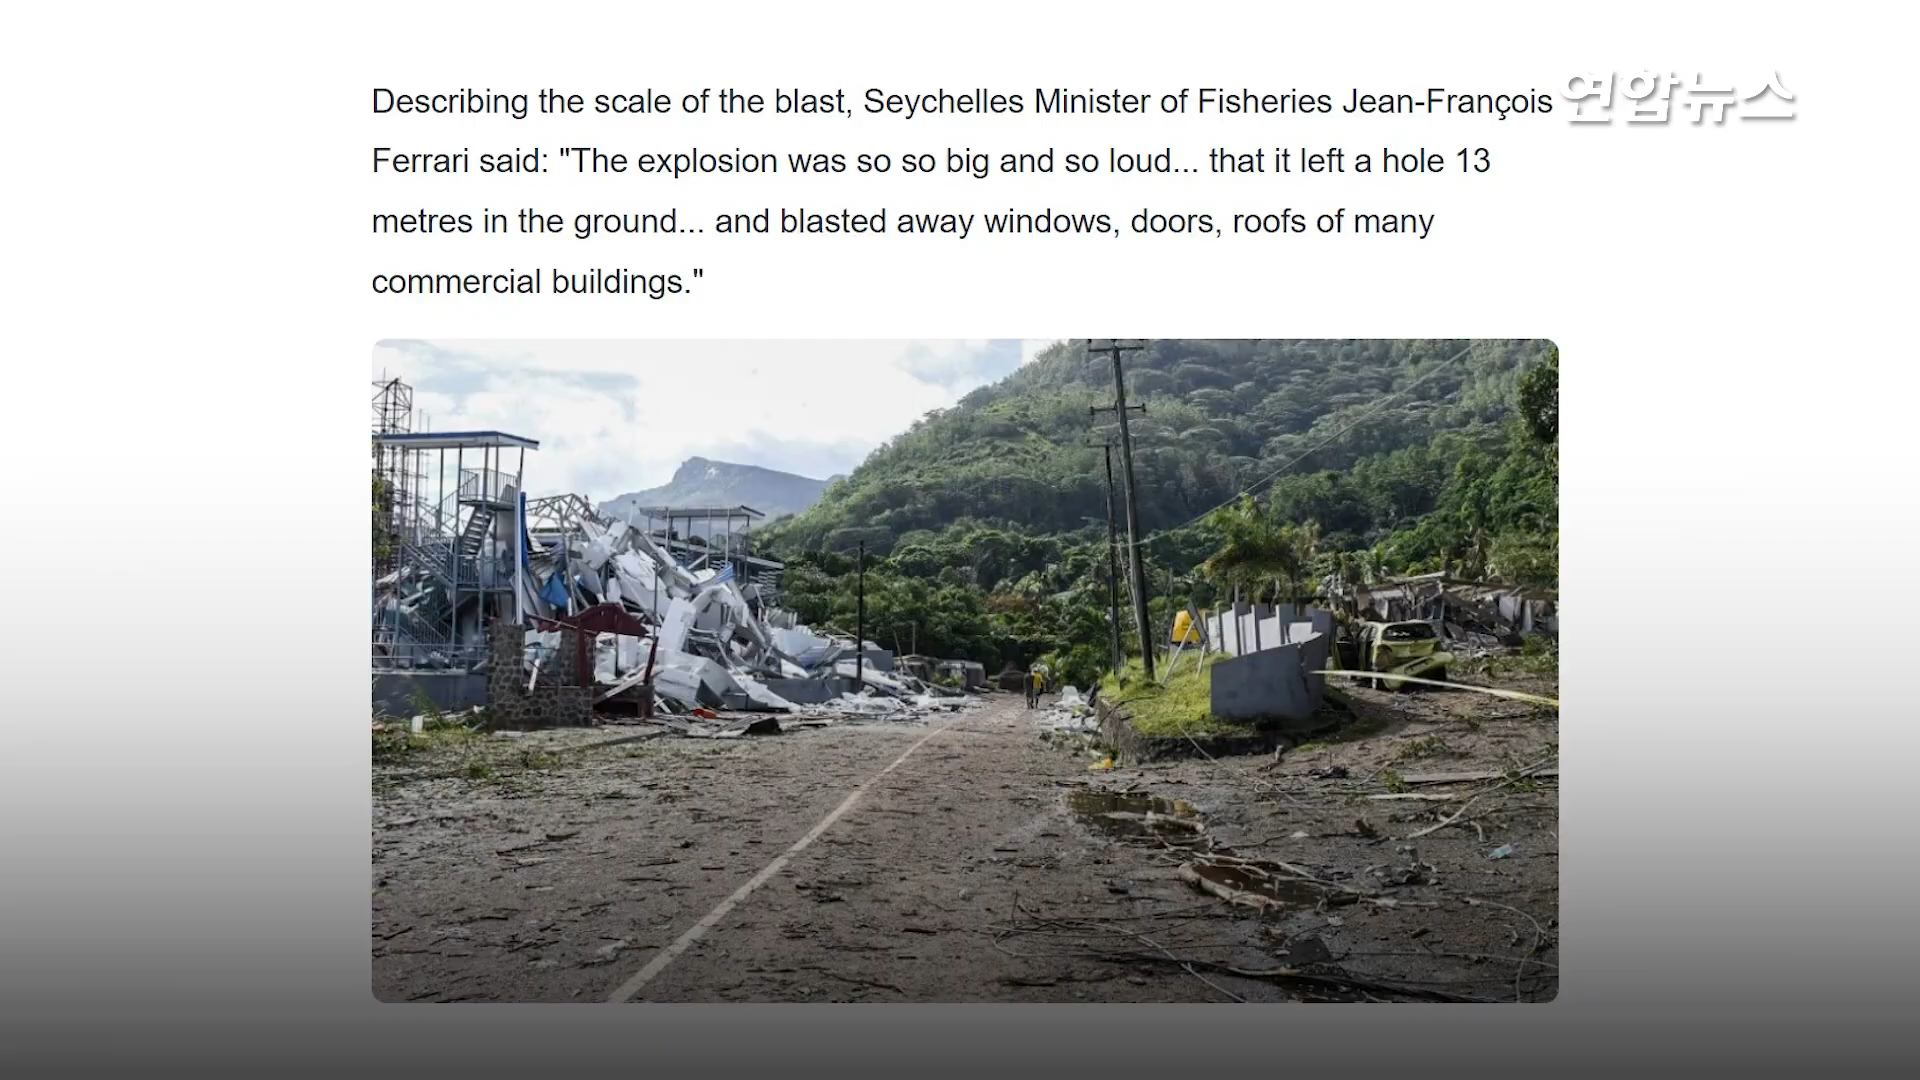 연합뉴스
Describing the scale of the blast, Seychelles Minister of Fisheries Jean-François
Ferrari said: "The explosion was so so big and so loud... that it left a hole 13
metres in the ground... and blasted away windows, doors, roofs of many
commercial buildings."